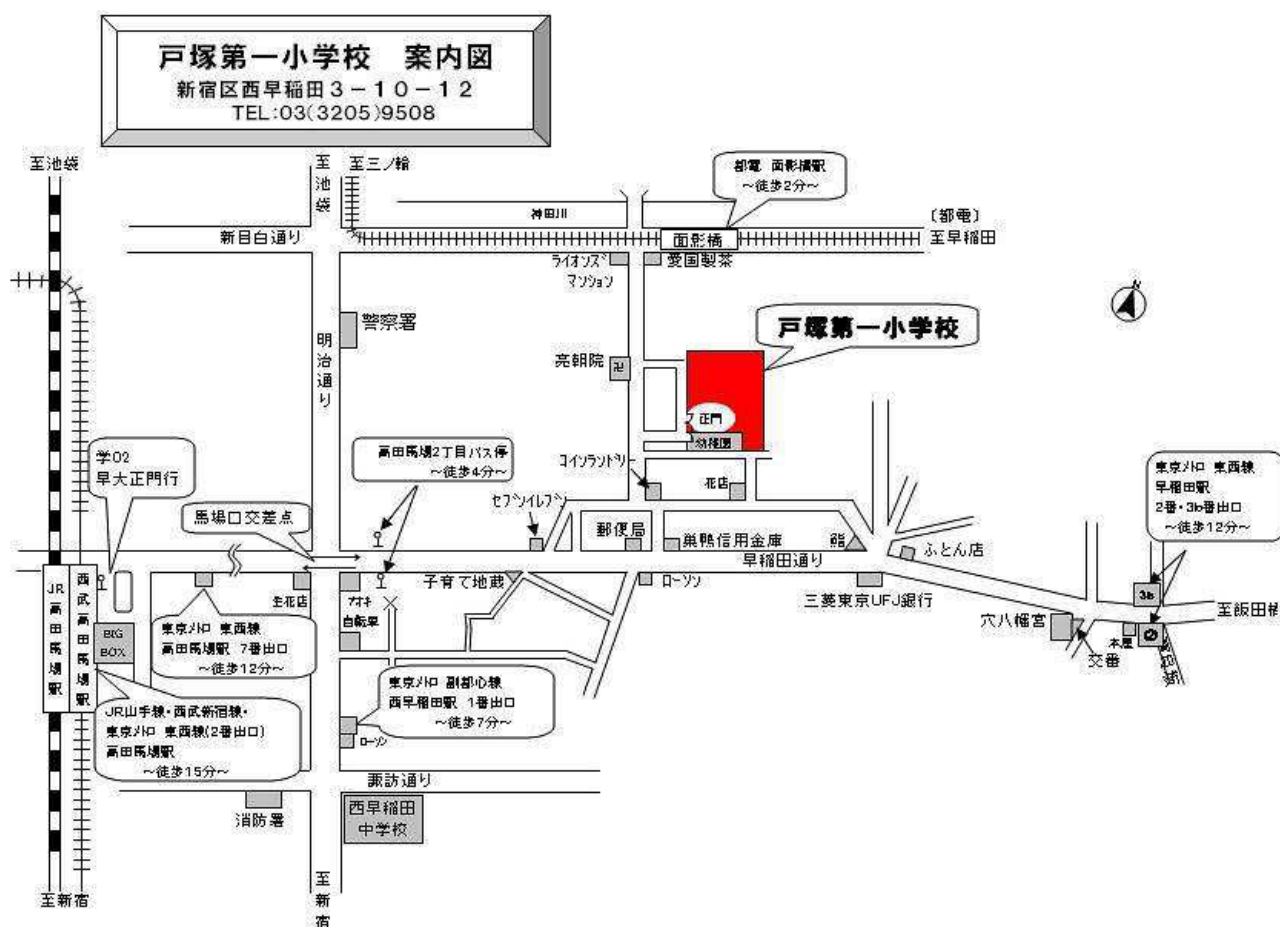 戸塚第一小学校 案内図
新宿区西早稲田3-10-12
TEL:03(3205)9508
至池袋
至池袋
至三ノ輪
都電 面影橋駅
～徒歩2分～
神田川
〔都電〕
至早稲田
新目白通り
面影橋
ライオンズ
マンション
愛国製茶
N
警察署
戸塚第一小学校
明治通り
亮朝院
卍
正門
幼稚園
学02
早大正門行
高田馬場2丁目バス停
～徒歩4分～
コインランドリー
花店
東京メトロ 東西線
早稲田駅
2番・3b番出口
～徒歩12分～
馬場口交差点
セブンイレブン
郵便局
巣鴨信用金庫
鮨
早稲田通り
ふとん店
子育て地蔵
ローソン
三菱東京UFJ銀行
JR高田馬場駅
西武高田馬場駅
BIG
BOX
生花店
アオキ
自転車
3b
至飯田橋
穴八幡宮
交番
本屋
2
東京メトロ 東西線
高田馬場駅 7番出口
～徒歩12分～
東京メトロ 副都心線
西早稲田駅 1番出口
～徒歩7分～
JR山手線・西武新宿線・
東京メトロ 東西線(2番出口)
高田馬場駅
～徒歩15分～
ローソン
諏訪通り
消防署
西早稲田
中学校
至新宿
至新宿